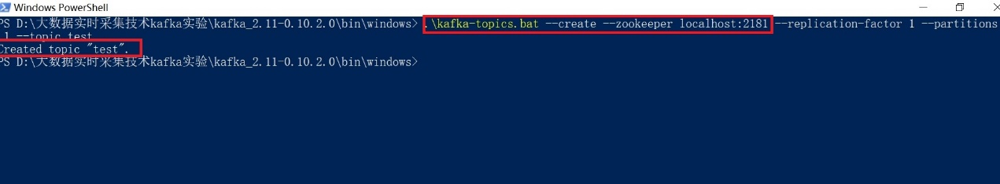 Windows PowerShell
PS D:\大数据实时采集技术kafka实验\kafka_2.11-0.10.2.0\bin\windows> .\kafka-topics.bat --create --zookeeper localhost:2181 --replication-factor 1 --partitions
1 --topic test
Created topic "test".
PS D:\大数据实时采集技术kafka实验\kafka_2.11-0.10.2.0\bin\windows>